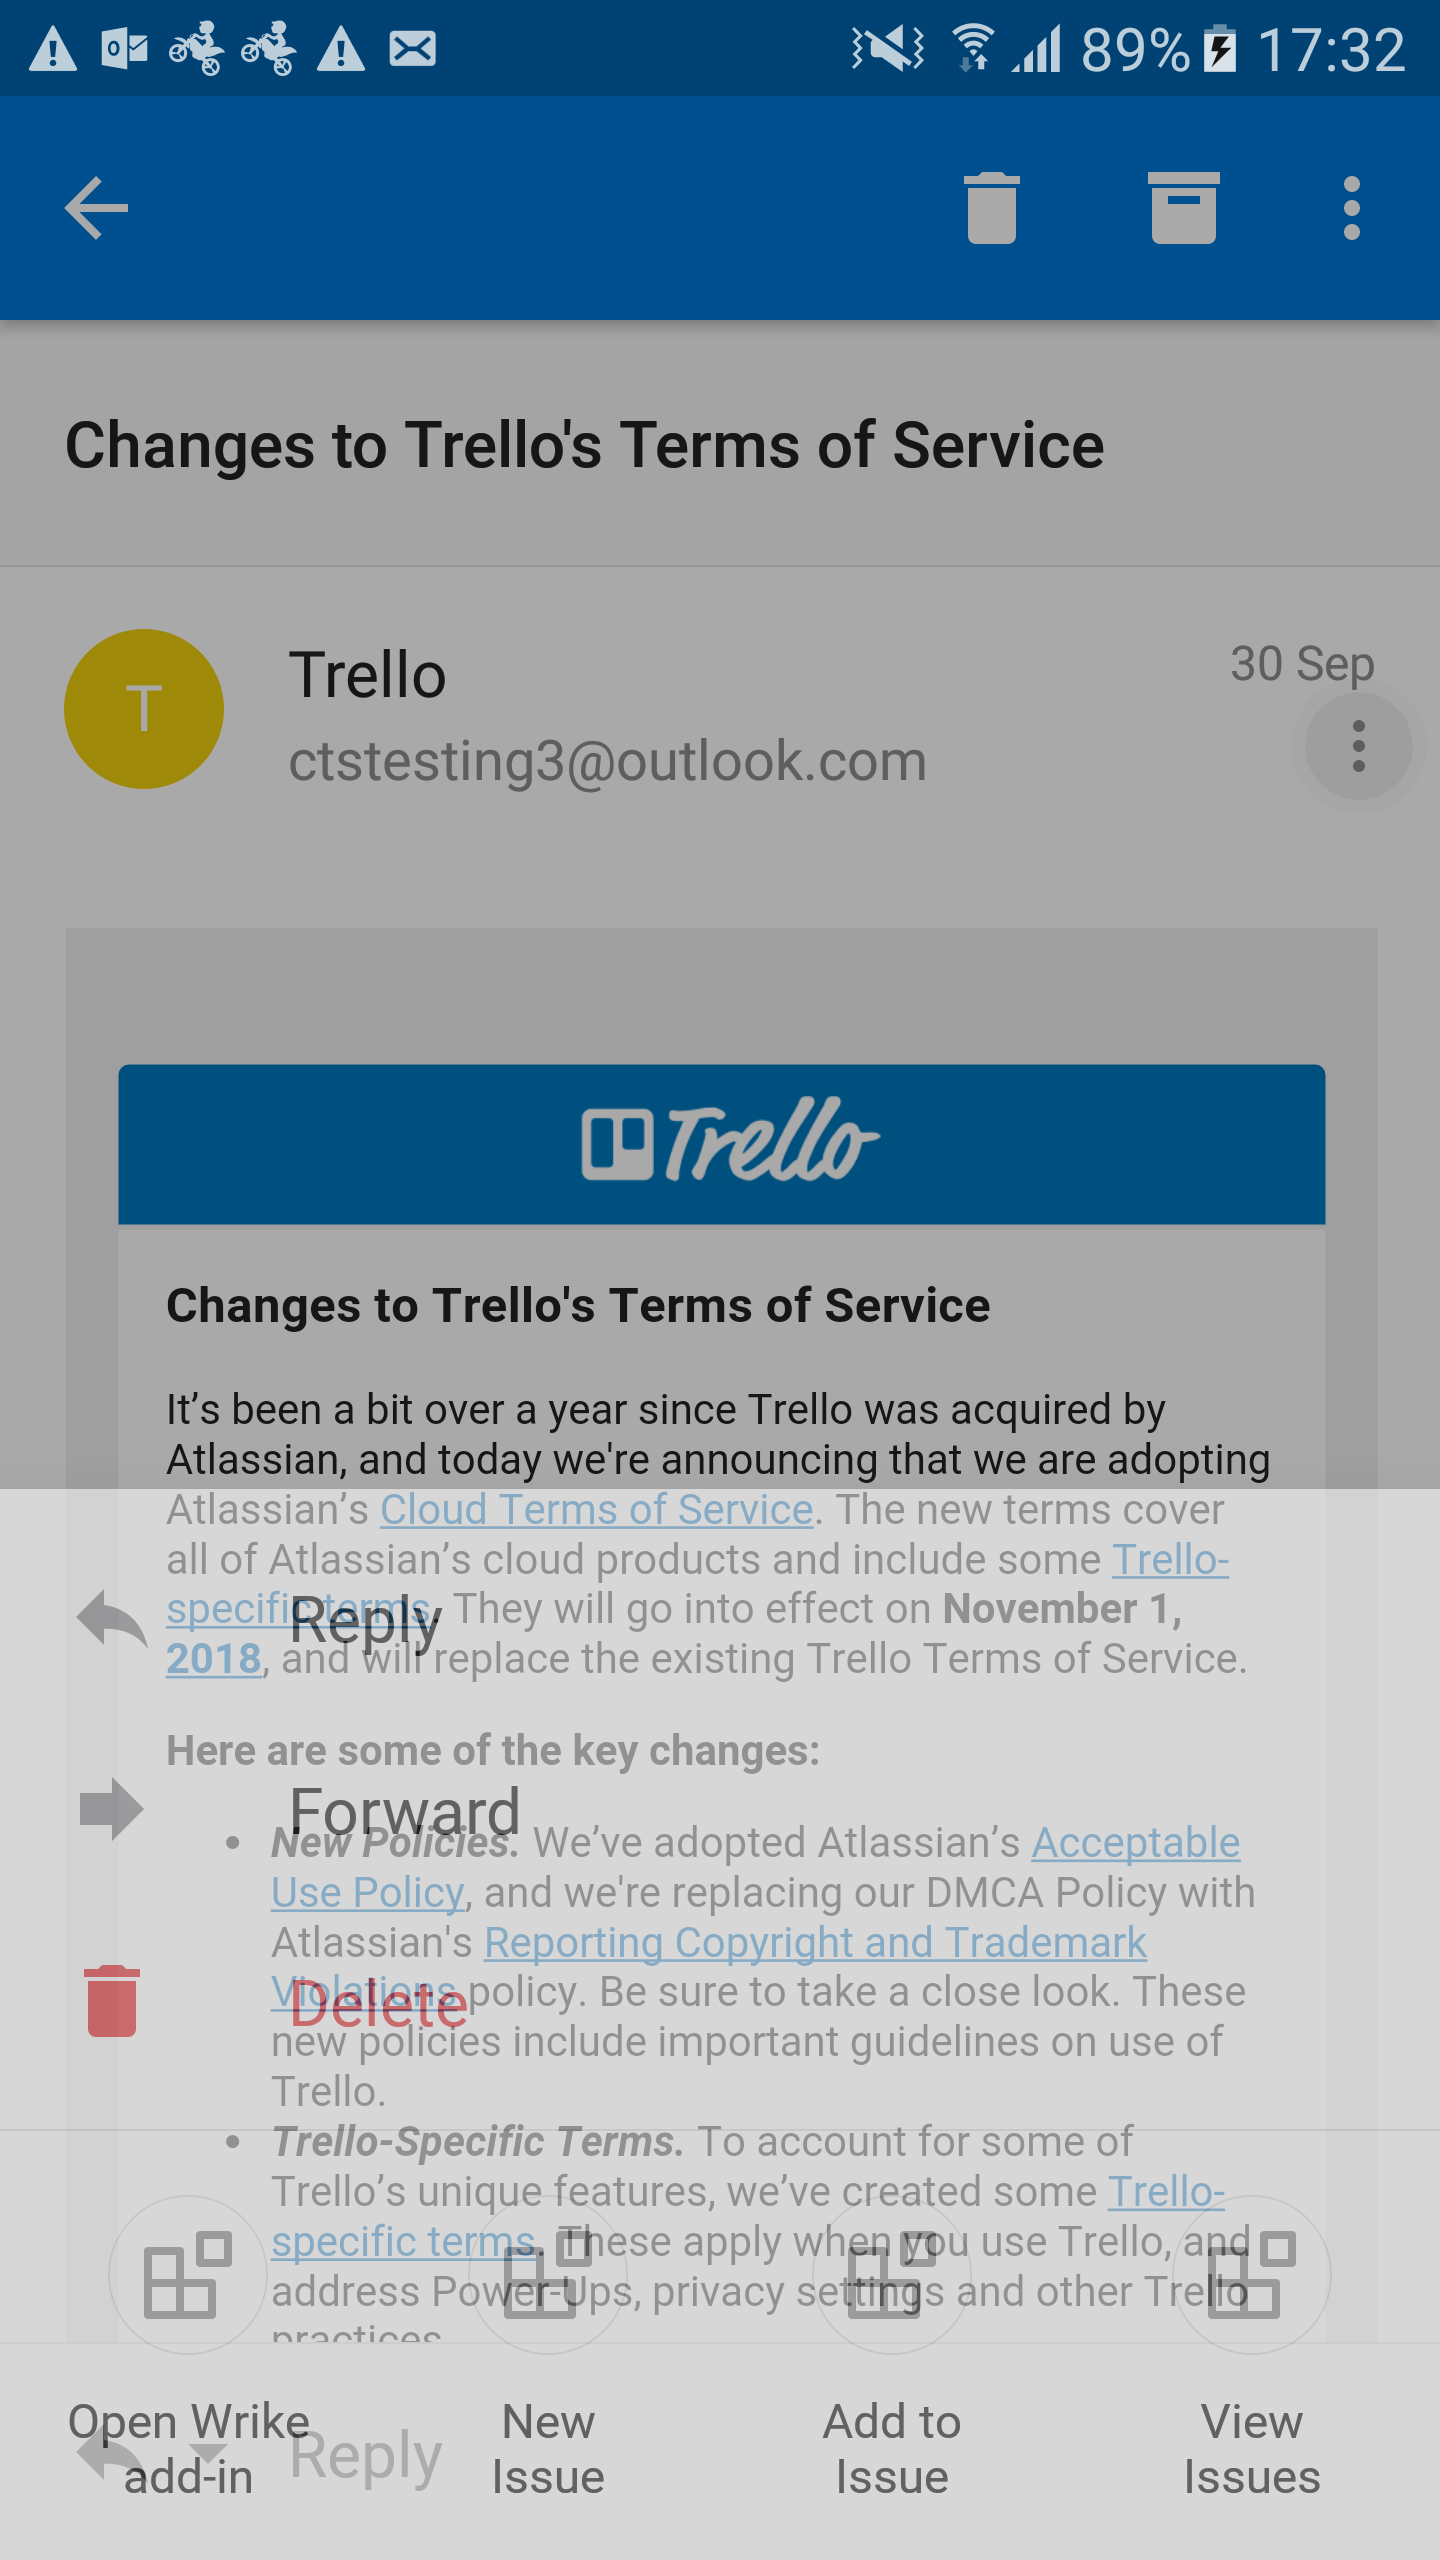 89% 17:32
Changes to Trello's Terms of Service
T
Trello
30 Sep
ctstesting3@outlook.com
Trello
Changes to Trello's Terms of Service
It’s been a bit over a year since Trello was acquired by
Atlassian, and today we're announcing that we are adopting
Atlassian’s Cloud Terms of Service. The new terms cover
all of Atlassian’s cloud products and include some Trello-
specific terms. They will go into effect on November 1,
Reply
2018, and will replace the existing Trello Terms of Service.
Here are some of the key changes:
Forward
• New Policies. We’ve adopted Atlassian’s Acceptable
Use Policy, and we're replacing our DMCA Policy with
Atlassian's Reporting Copyright and Trademark
Violations policy. Be sure to take a close look. These
Delete
new policies include important guidelines on use of
Trello.
• Trello-Specific Terms. To account for some of
Trello’s unique features, we’ve created some Trello-
specific terms. These apply when you use Trello, and
address Power-Ups, privacy settings and other Trello
practices.
Open Wrike
add-in
Reply
New
Issue
Add to
Issue
View
Issues